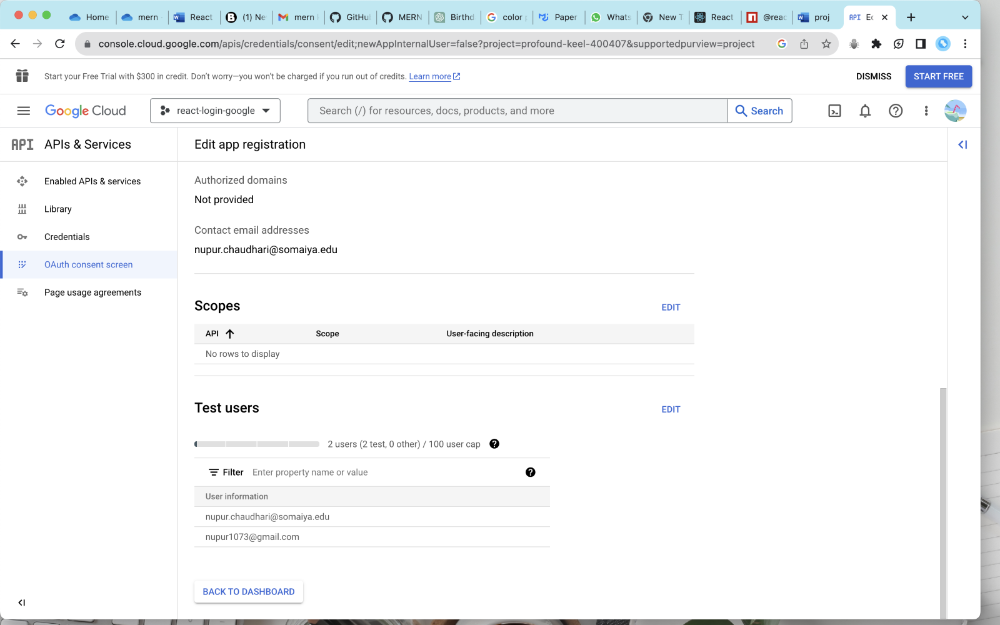 Home
mern
React
(1) Ne
mern
GitHu
MERN
Birthd
color
Paper
Whats
New T
React
@reac
proj
API
console.cloud.google.com/apis/credentials/consent/edit;newAppInternalUser=false?project=profound-keel-400407&supportedpurview=project
Start your Free Trial with $300 in credit. Don't worry—you won't be charged if you run out of credits. Learn more
DISMISS
START FREE
Google Cloud
react-login-google
Search (/) for resources, docs, products, and more
Search
API APIs & Services
Edit app registration
Enabled APIs & services
Library
Credentials
OAuth consent screen
Page usage agreements
Authorized domains
Not provided
Contact email addresses
nupur.chaudhari@somaiya.edu
Scopes
EDIT
API Scope User-facing description
No rows to display
Test users
EDIT
2 users (2 test, 0 other) / 100 user cap
Filter Enter property name or value
User information
nupur.chaudhari@somaiya.edu
nupur1073@gmail.com
BACK TO DASHBOARD